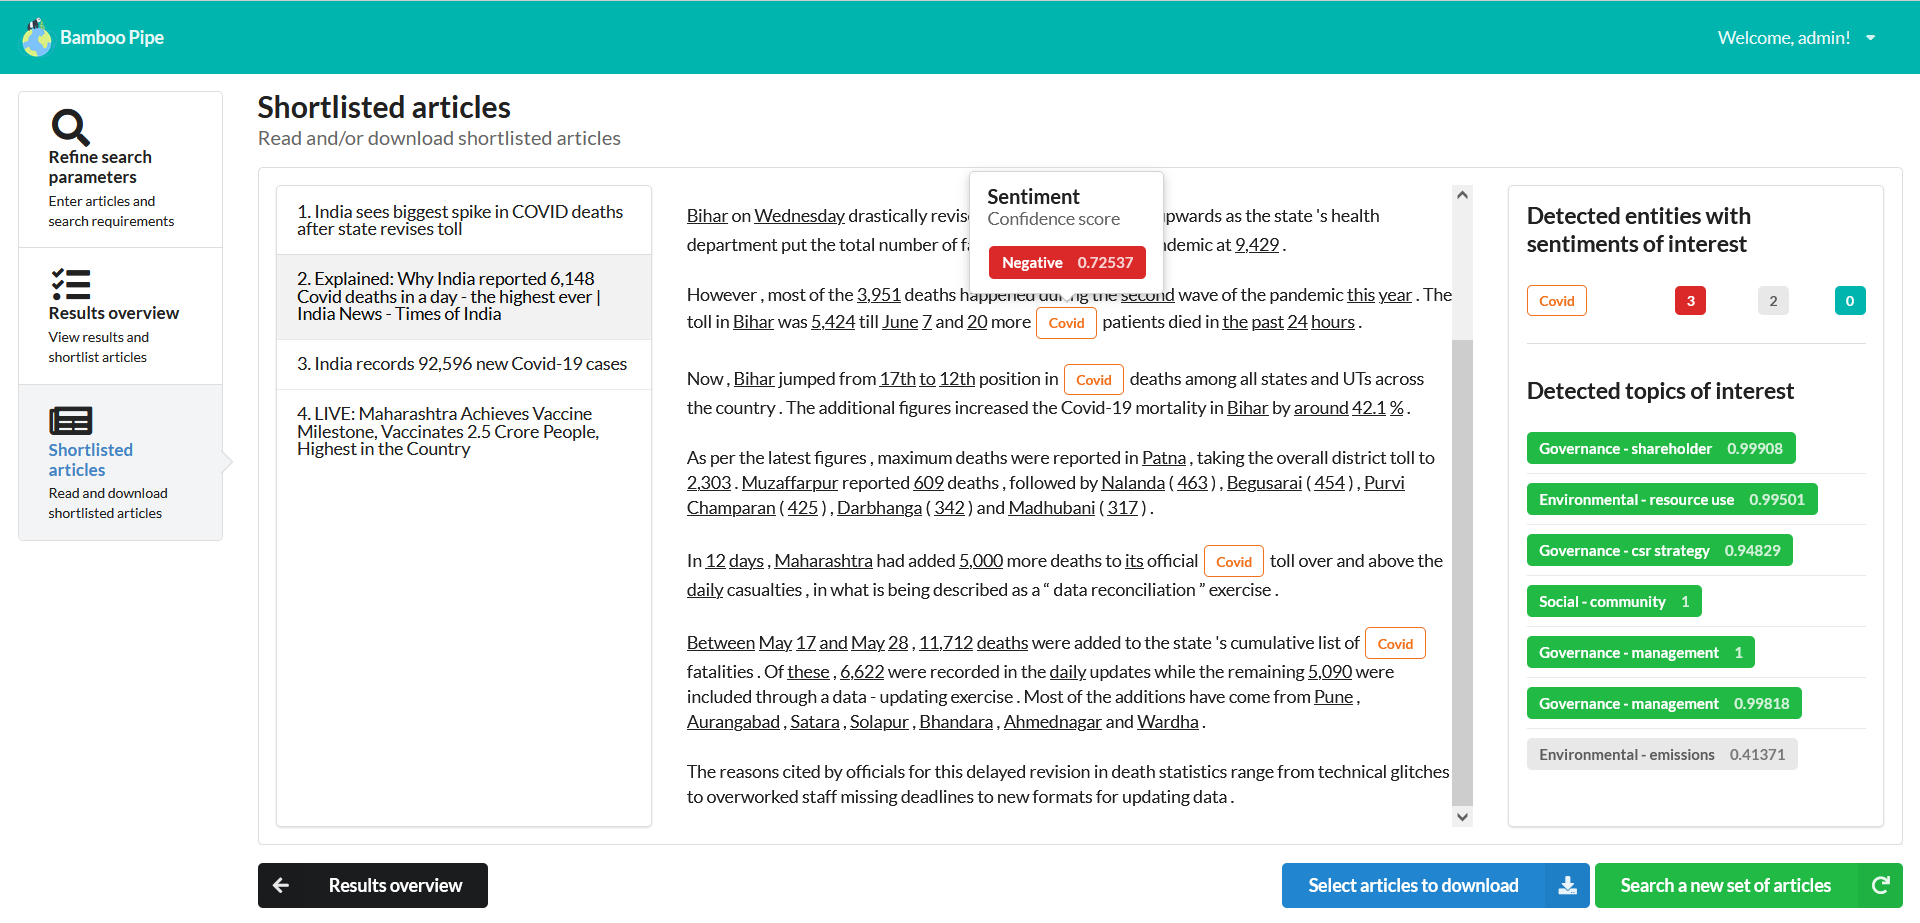 Bamboo Pipe
Welcome, admin!
Refine search
parameters
Enter articles and
search requirements
Results overview
View results and
shortlist articles
Shortlisted
articles
Read and download
shortlisted articles
Shortlisted articles
Read and/or download shortlisted articles
1. India sees biggest spike in COVID deaths
after state revises toll
2. Explained: Why India reported 6,148
Covid deaths in a day - the highest ever |
India News - Times of India
3. India records 92,596 new Covid-19 cases
4. LIVE: Maharashtra Achieves Vaccine
Milestone, Vaccinates 2.5 Crore People,
Highest in the Country
Sentiment
Confidence score
Negative 0.72537
Bihar on Wednesday drastically upwards as the state 's health
department put the total number of at 9,429 .
However , most of the 3,951 deaths happened during the second wave of the pandemic this year . The
toll in Bihar was 5,424 till June 7 and 20 more Covid patients died in the past 24 hours .
Now , Bihar jumped from 17th to 12th position in Covid deaths among all states and UTs across
the country . The additional figures increased the Covid-19 mortality in Bihar by around 42.1 % .
As per the latest figures , maximum deaths were reported in Patna , taking the overall district toll to
2,303 . Muzaffarpur reported 609 deaths , followed by Nalanda ( 463 ) , Begusarai ( 454 ) , Purvi
Champaran ( 425 ) , Darbhanga ( 342 ) and Madhubani ( 317 ) .
In 12 days , Maharashtra had added 5,000 more deaths to its official Covid toll over and above the
daily casualties , in what is being described as a “ data reconciliation ” exercise .
Between May 17 and May 28 , 11,712 deaths were added to the state 's cumulative list of Covid
fatalities . Of these , 6,622 were recorded in the daily updates while the remaining 5,090 were
included through a data - updating exercise . Most of the additions have come from Pune ,
Aurangabad , Satara , Solapur , Bhandara , Ahmednagar and Wardha .
The reasons cited by officials for this delayed revision in death statistics range from technical glitches
to overworked staff missing deadlines to new formats for updating data .
Detected entities with
sentiments of interest
Covid 3 2 0
Detected topics of interest
Governance - shareholder 0.99908
Environmental - resource use 0.99501
Governance - csr strategy 0.94829
Social - community 1
Governance - management 1
Governance - management 0.99818
Environmental - emissions 0.41371
Results overview
Select articles to download
Search a new set of articles